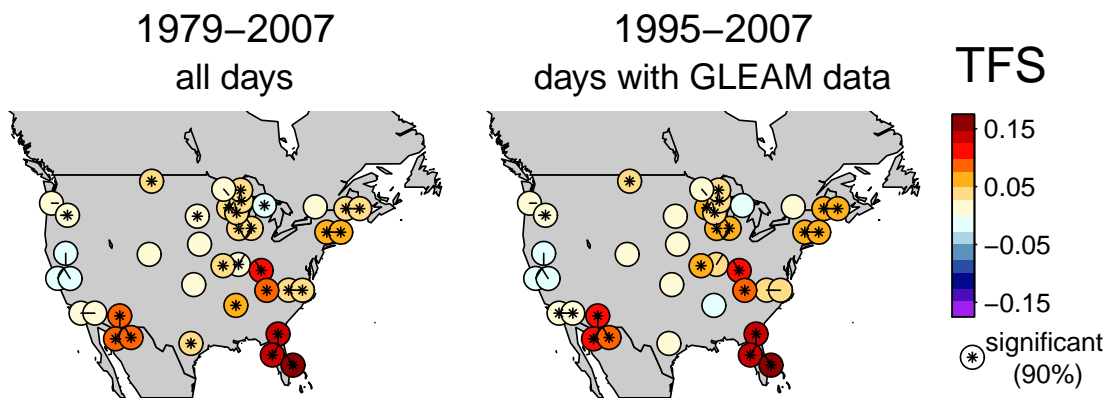 1979−2007
all days
1995−2007
days with GLEAM data
TFS
0.15
0.05
−0.05
−0.15
significant
(90%)